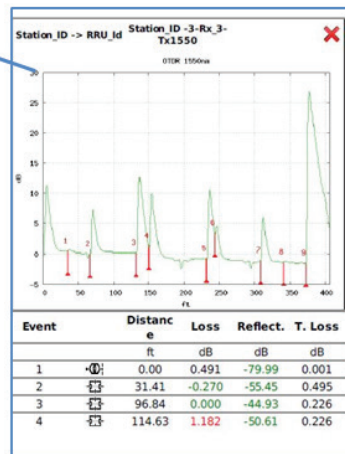 Station_ID -> RRU_Id
Station_ID -3-Rx_3-
Tx1550
OTDR 1550nm
dB
30
25
20
15
10
5
0
-5
1
2
3
4
5
6
7
8
9
0 50 100 150 200 250 300 350 400
ft
Event Distanc
e Loss Reflect. T. Loss
ft dB dB dB
1 0.00 0.491 -79.99 0.001
2 31.41 -0.270 -55.45 0.495
3 96.84 0.000 -44.93 0.226
4 114.63 1.182 -50.61 0.226